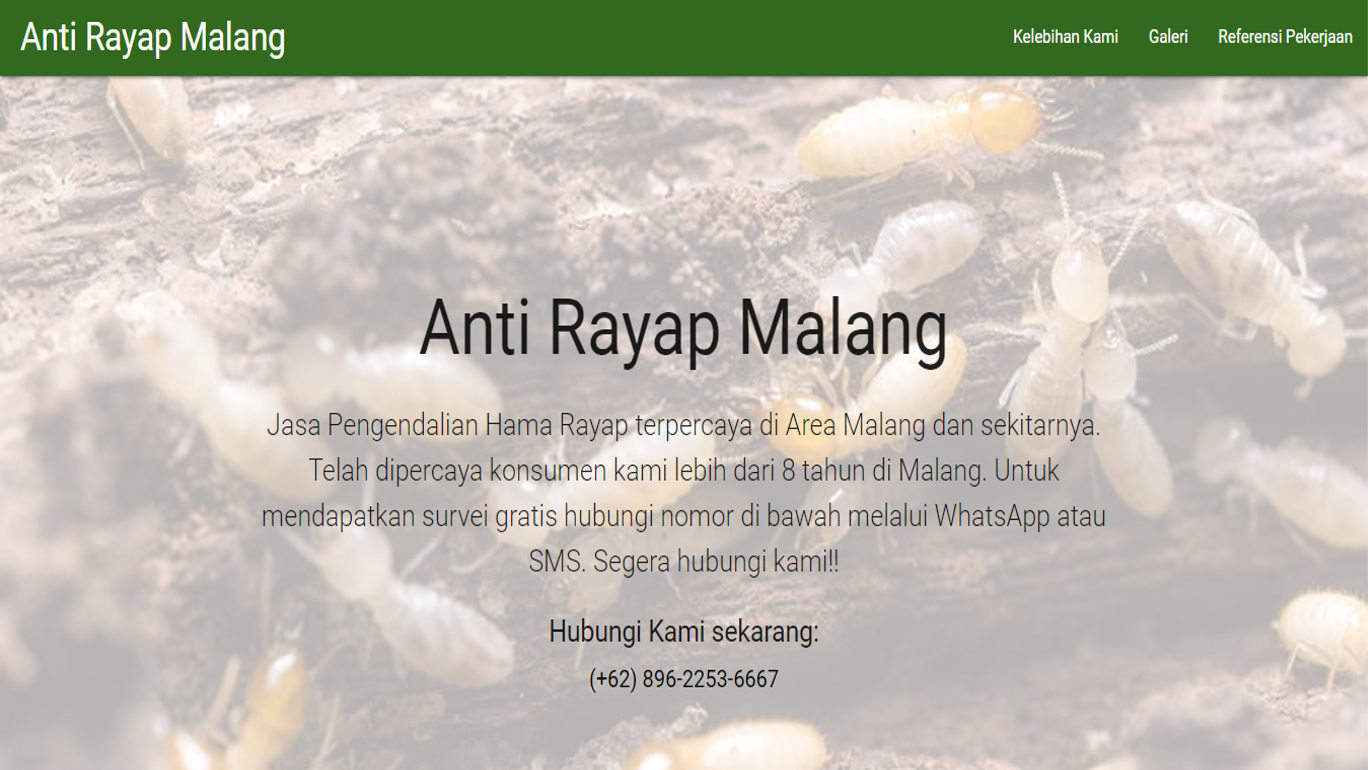 Anti Rayap Malang
Kelebihan Kami
Galeri
Referensi Pekerjaan
Anti Rayap Malang
Jasa Pengendalian Hama Rayap terpercaya di Area Malang dan sekitarnya.
Telah dipercaya konsumen kami lebih dari 8 tahun di Malang. Untuk
mendapatkan survei gratis hubungi nomor di bawah melalui WhatsApp atau
SMS. Segera hubungi kami!!
Hubungi Kami sekarang:
(+62) 896-2253-6667